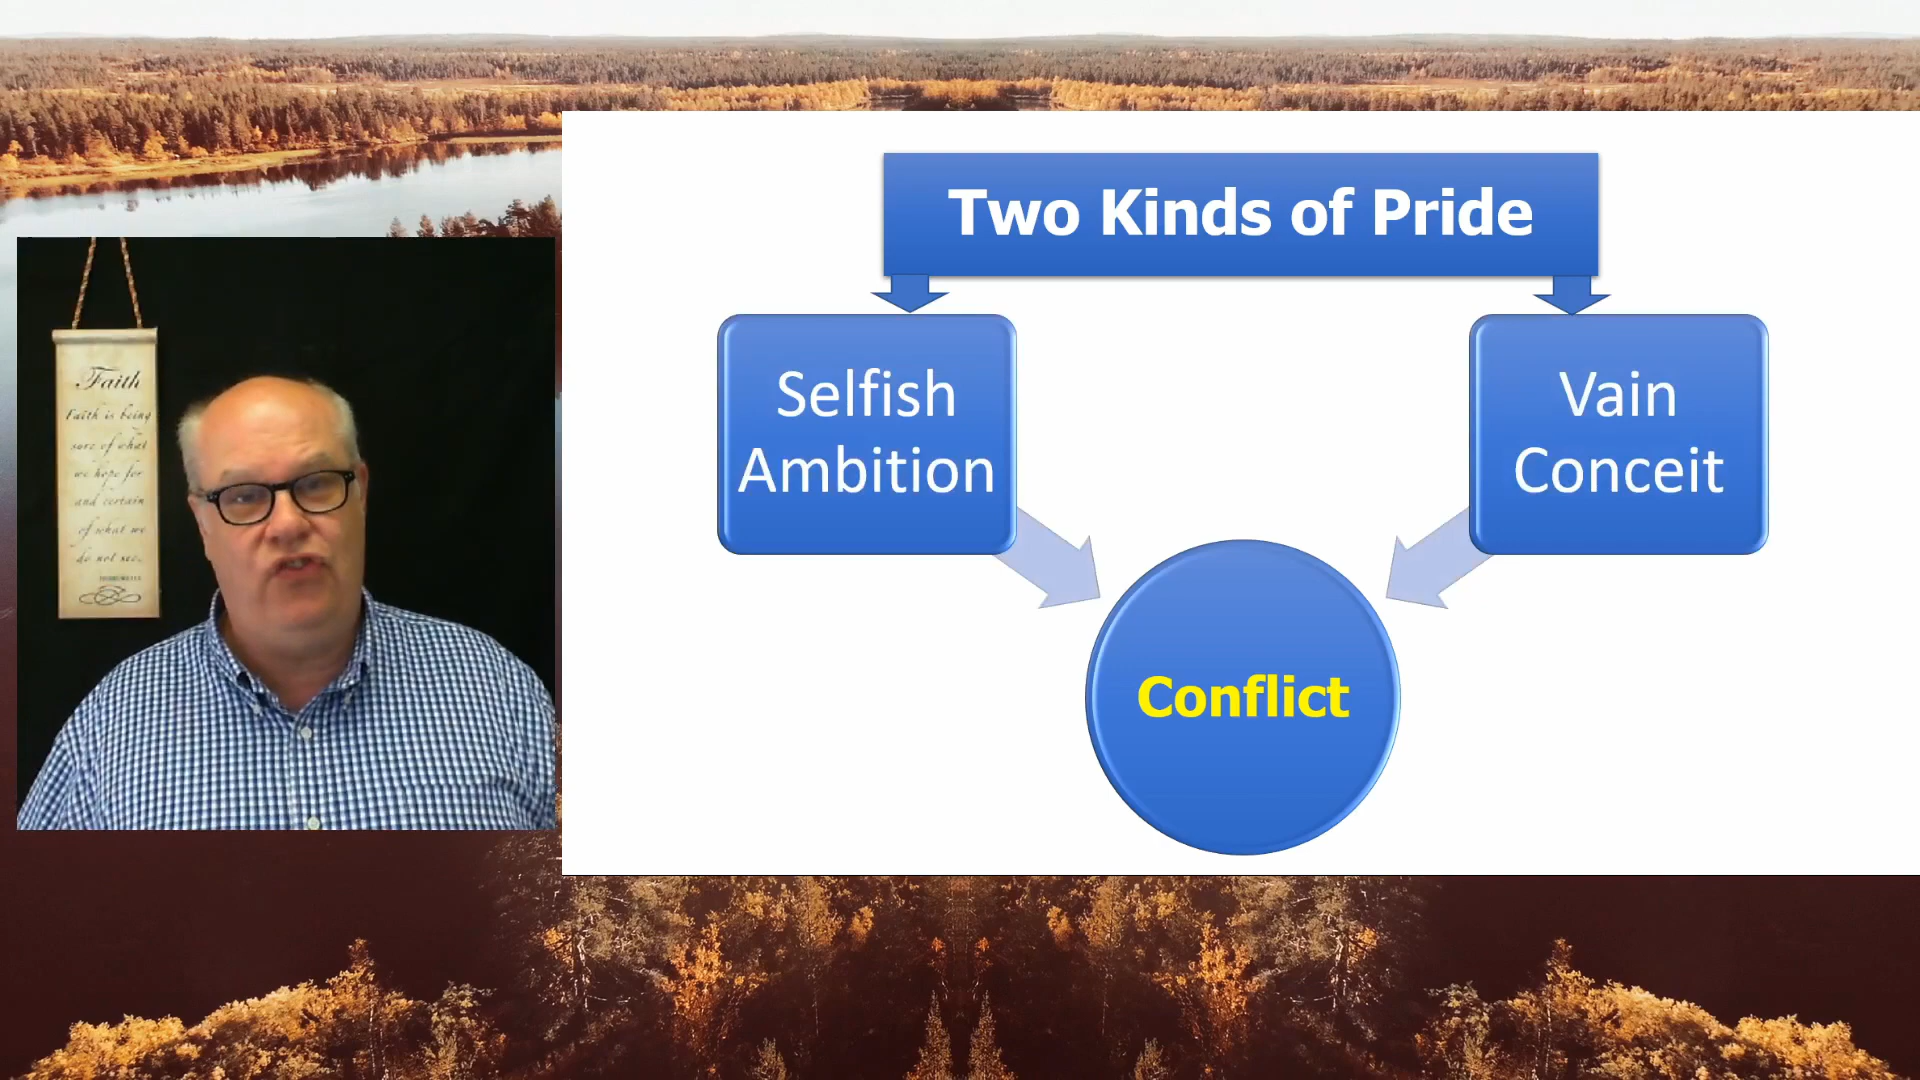 Faith
Faith is being
sure of what
we hope for
and certain
of what we
do not see.
Two Kinds of Pride
Selfish
Ambition
Vain
Conceit
Conflict